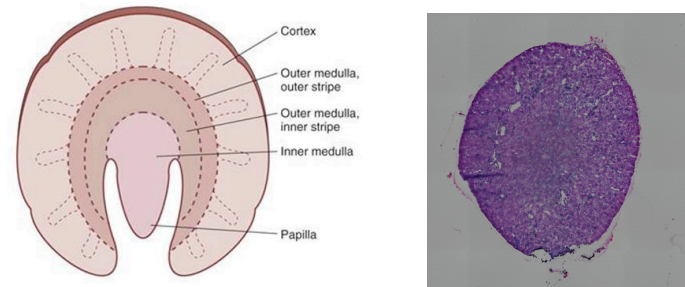 Cortex
Outer medulla,
outer stripe
Outer medulla,
inner stripe
Inner medulla
Papilla